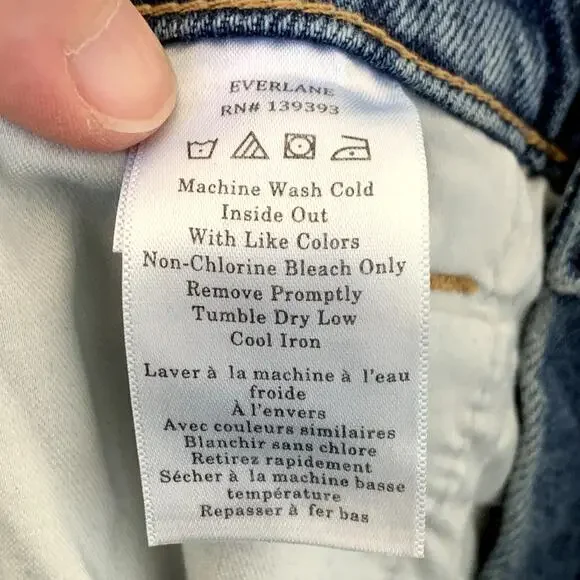 EVERLANE
RN# 139393
Machine Wash Cold
Inside Out
With Like Colors
Non-Chlorine Bleach Only
Remove Promptly
Tumble Dry Low
Cool Iron
Laver à la machine à l'eau
froide
À l'envers
Avec couleurs similaires
Blanchir sans chlore
Retirez rapidement
Sécher à la machine basse
température
Repasser à fer bas